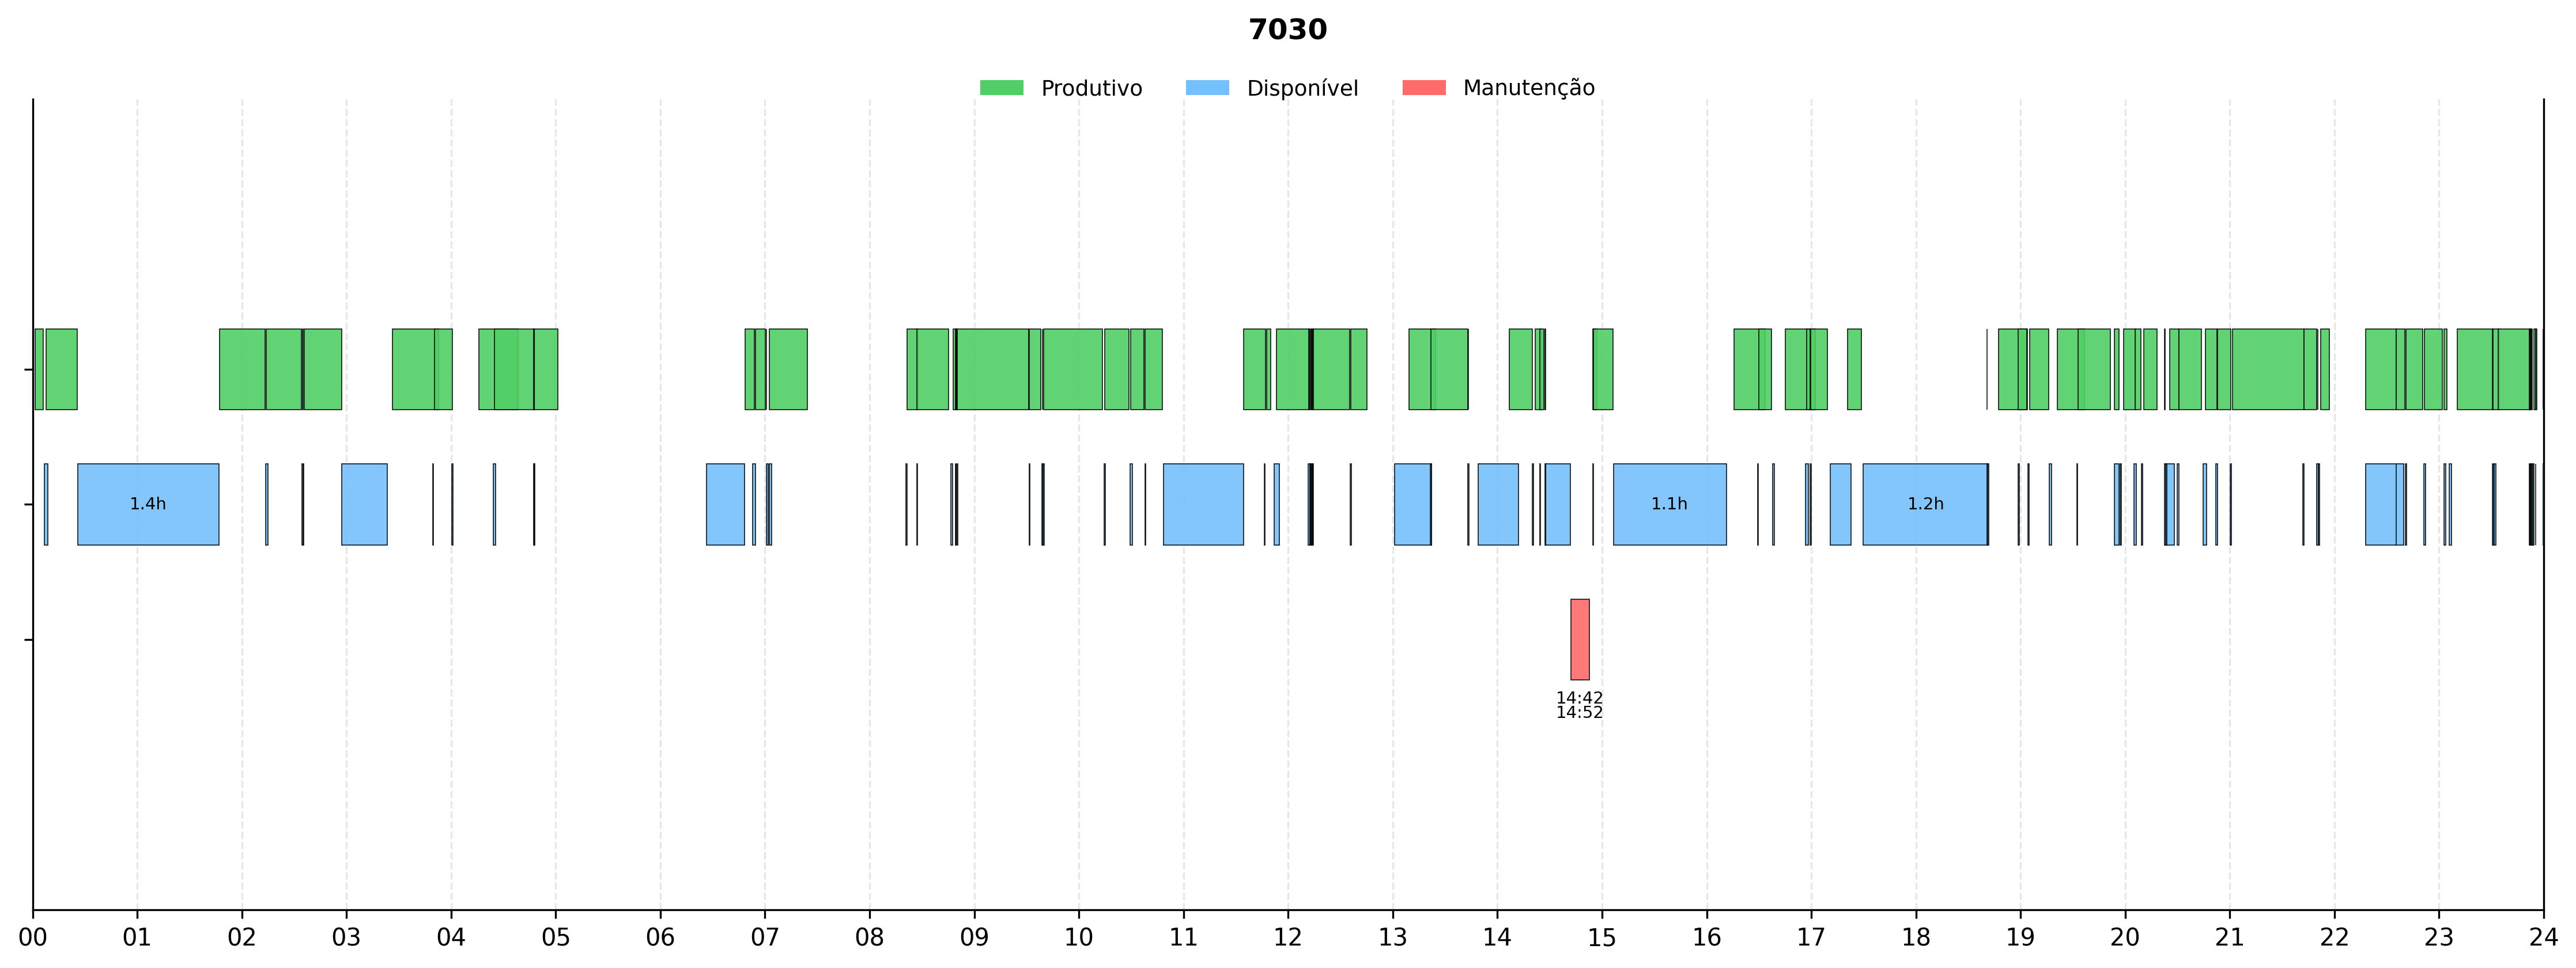 7030
Produtivo Disponível Manutenção
1.4h 1.1h 1.2h
14:42
14:52
00 01 02 03 04 05 06 07 08 09 10 11 12 13 14 15 16 17 18 19 20 21 22 23 24